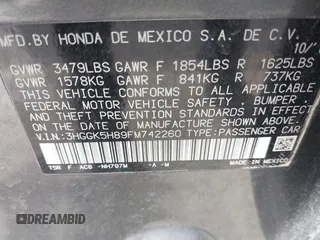 MFD.BY HONDA DE MEXICO S.A. DE C.V.
10/
GVWR 3479LBS GAWR F 1854LBS R 1625LBS
GVWR 1578KG GAWR F 841KG R 737KG
THIS VEHICLE CONFORMS TO ALL APPLICABLE
FEDERAL MOTOR VEHICLE SAFETY, BUMPER AND
THEFT PREVENTION STANDARDS IN EFFECT ON
THE DATE OF MANUFACTURE SHOWN ABOVE.
V.I.N.:3HGGK5H89FM742260 TYPE:PASSENGER CAR
F AC8 NH797M -A -M
MADE IN MEXICO
DREAMBID